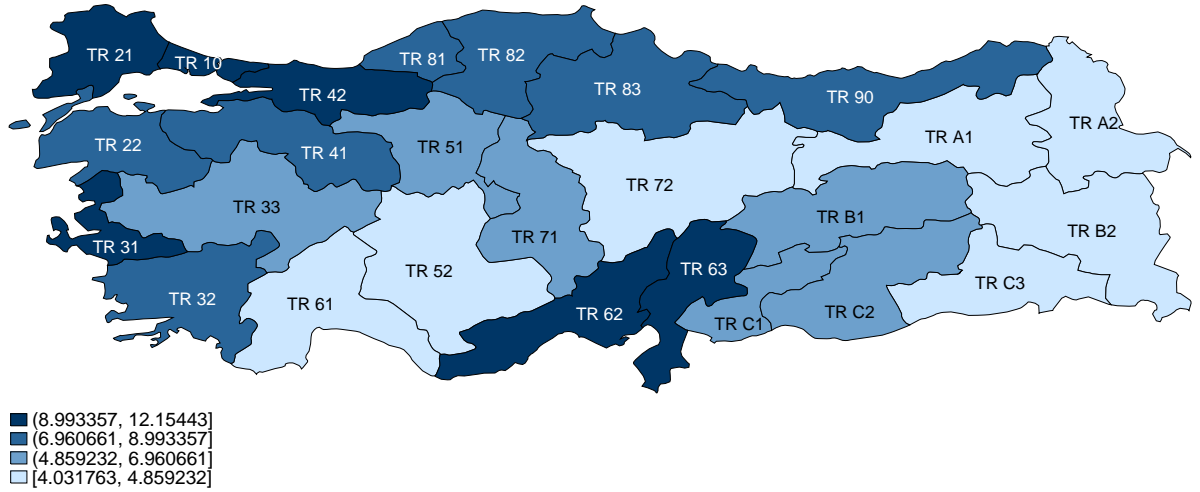 TR 21
TR 10
TR 42
TR 81
TR 82
TR 83
TR 90
TR A2
TR A1
TR 22
TR 41
TR 51
TR 72
TR 33
TR B1
TR B2
TR 31
TR 71
TR 52
TR 63
TR 32
TR 61
TR 62
TR C3
TR C1
TR C2
(8.993357, 12.15443]
(6.960661, 8.993357]
(4.859232, 6.960661]
[4.031763, 4.859232]